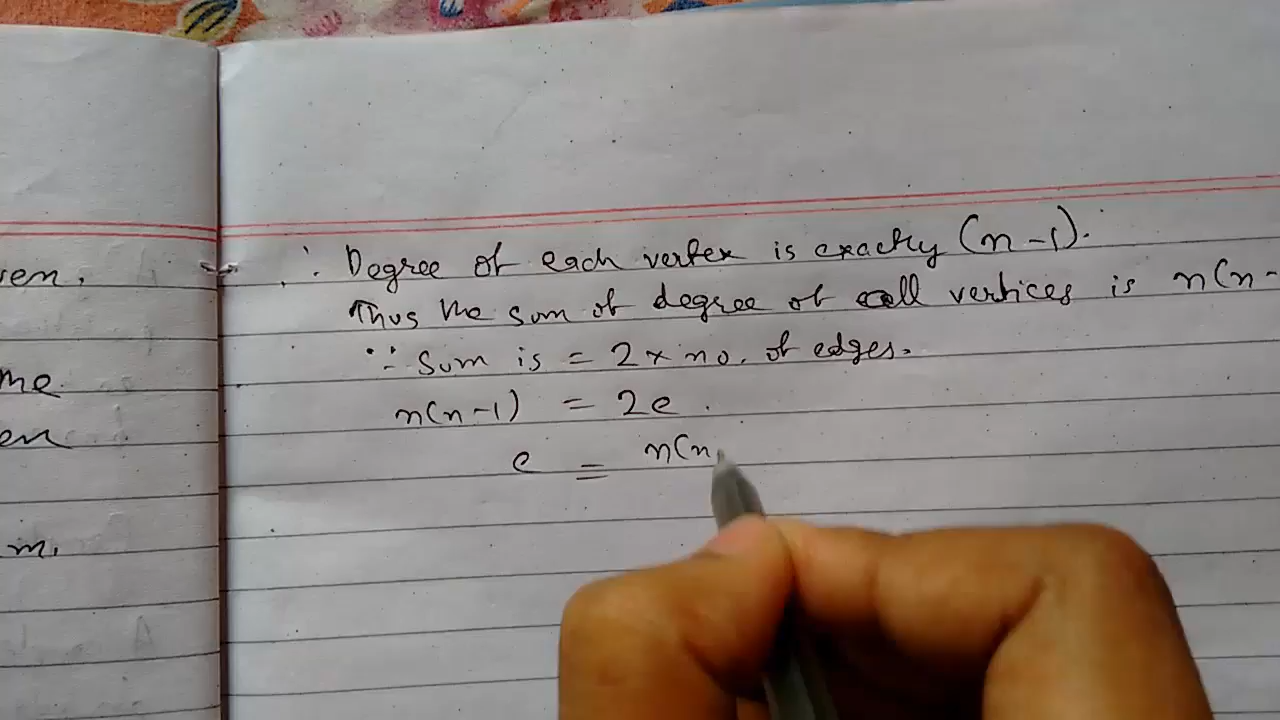 ven.
me.
en
m.
∴ Degree of each vertex is exactly (n-1).
Thus the sum of degree of all vertices is n(n-
∵ Sum is = 2 x no. of edges.
n(n-1) = 2e.
e = n(n